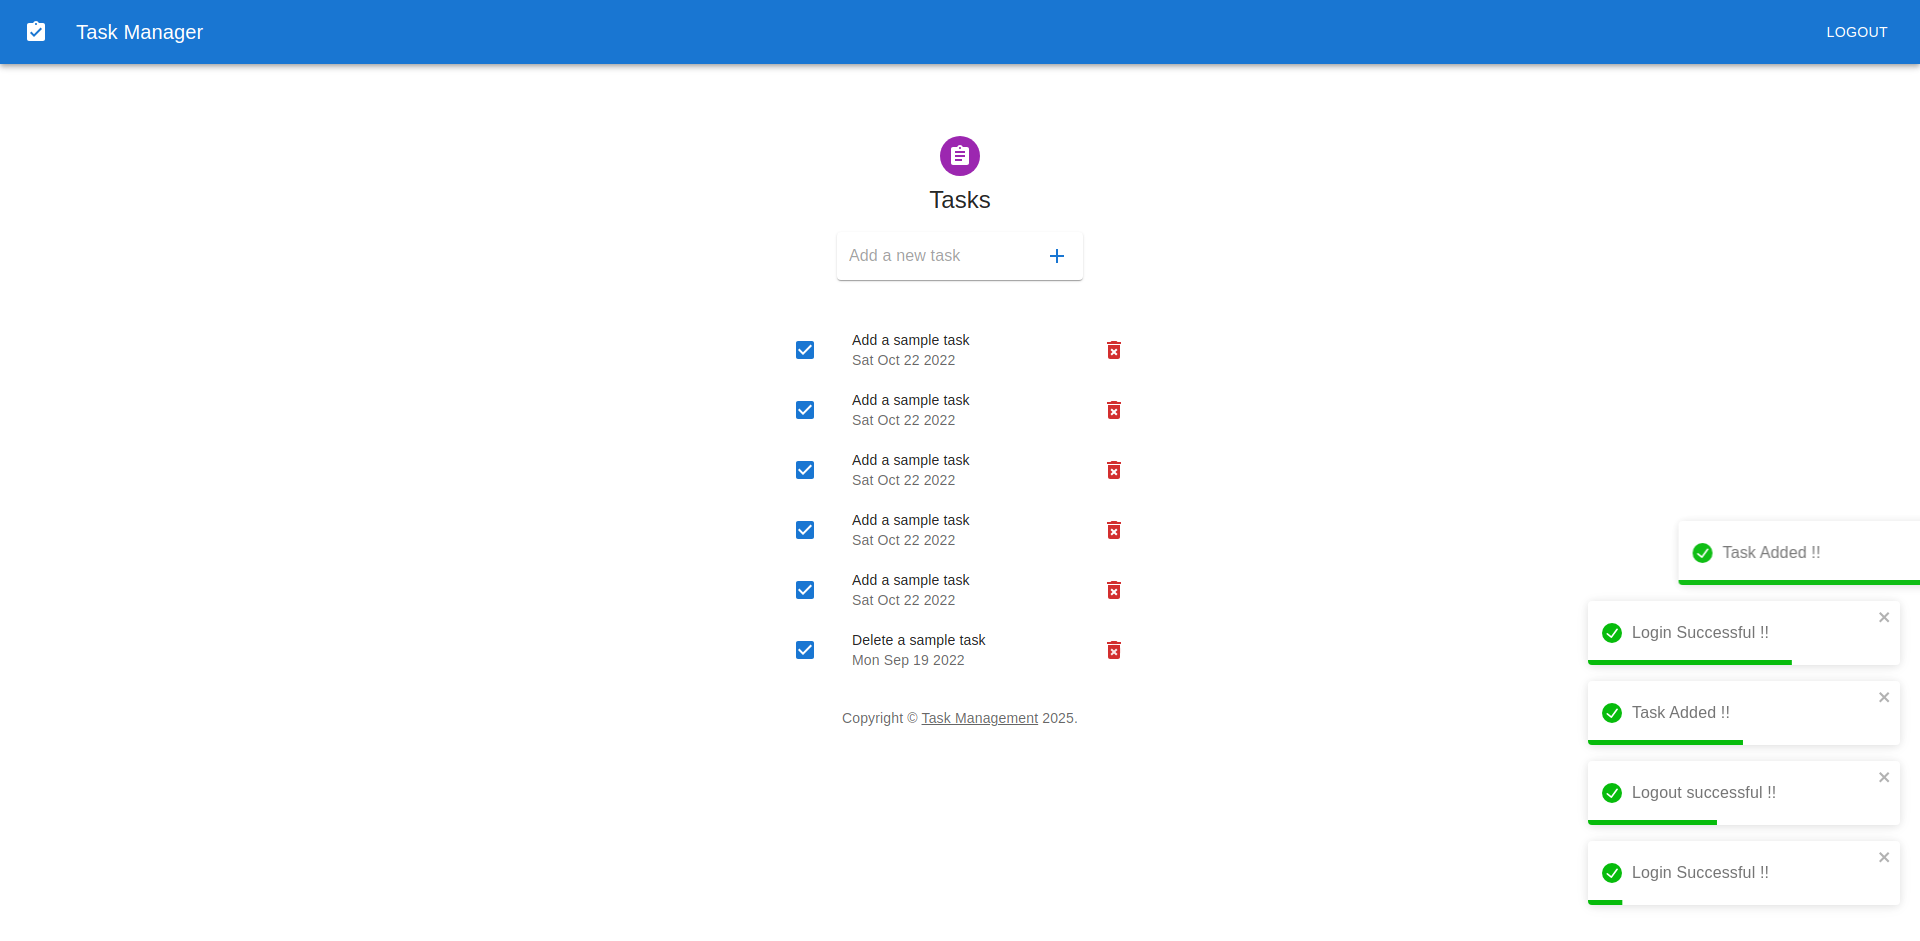 Task Manager
LOGOUT
Tasks
Add a new task
Add a sample task
Sat Oct 22 2022
Add a sample task
Sat Oct 22 2022
Add a sample task
Sat Oct 22 2022
Add a sample task
Sat Oct 22 2022
Add a sample task
Sat Oct 22 2022
Delete a sample task
Mon Sep 19 2022
Copyright © Task Management 2025.
Task Added !!
Login Successful !!
Task Added !!
Logout successful !!
Login Successful !!